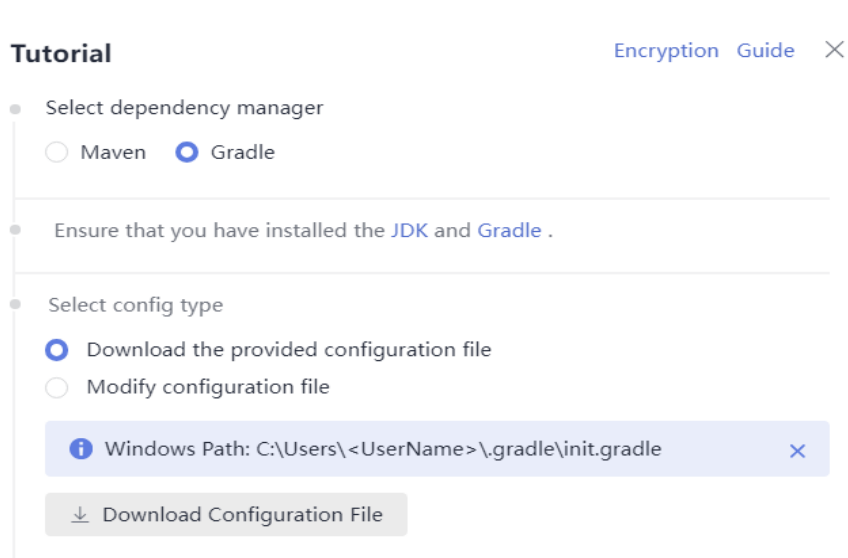 Tutorial Encryption Guide
Select dependency manager
Maven Gradle
Ensure that you have installed the JDK and Gradle .
Select config type
Download the provided configuration file
Modify configuration file
Windows Path: C:\Users\<UserName>\.gradle\init.gradle
Download Configuration File